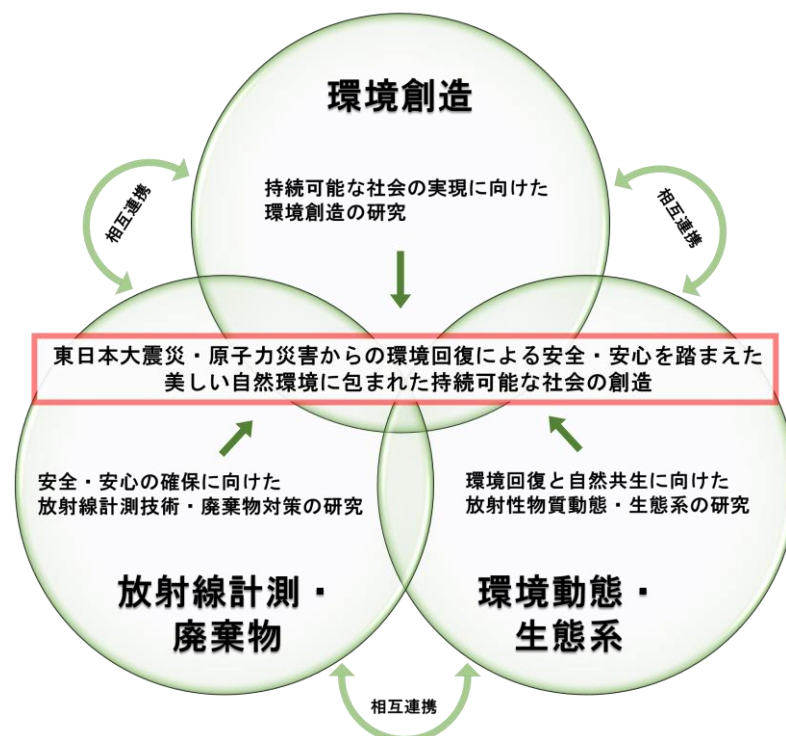 環境創造
持続可能な社会の実現に向けた
環境創造の研究
相互連携
相互連携
東日本大震災・原子力災害からの環境回復による安全・安心を踏まえた
美しい自然環境に包まれた持続可能な社会の創造
安全・安心の確保に向けた
放射線計測技術・廃棄物対策の研究
環境回復と自然共生に向けた
放射性物質動態・生態系の研究
放射線計測・
廃棄物
環境動態・
生態系
相互連携